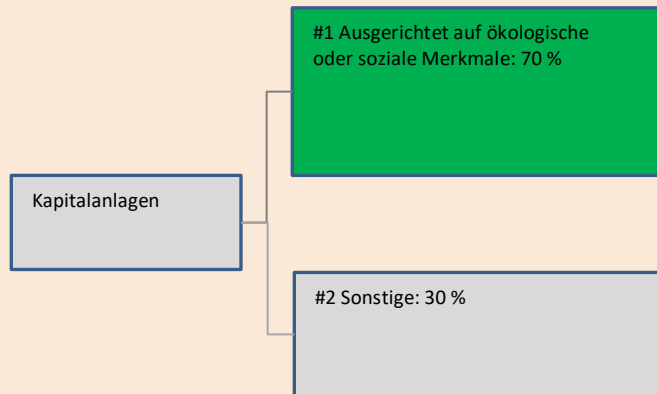 #1 Ausgerichtet auf ökologische
oder soziale Merkmale: 70 %
Kapitalanlagen
#2 Sonstige: 30 %